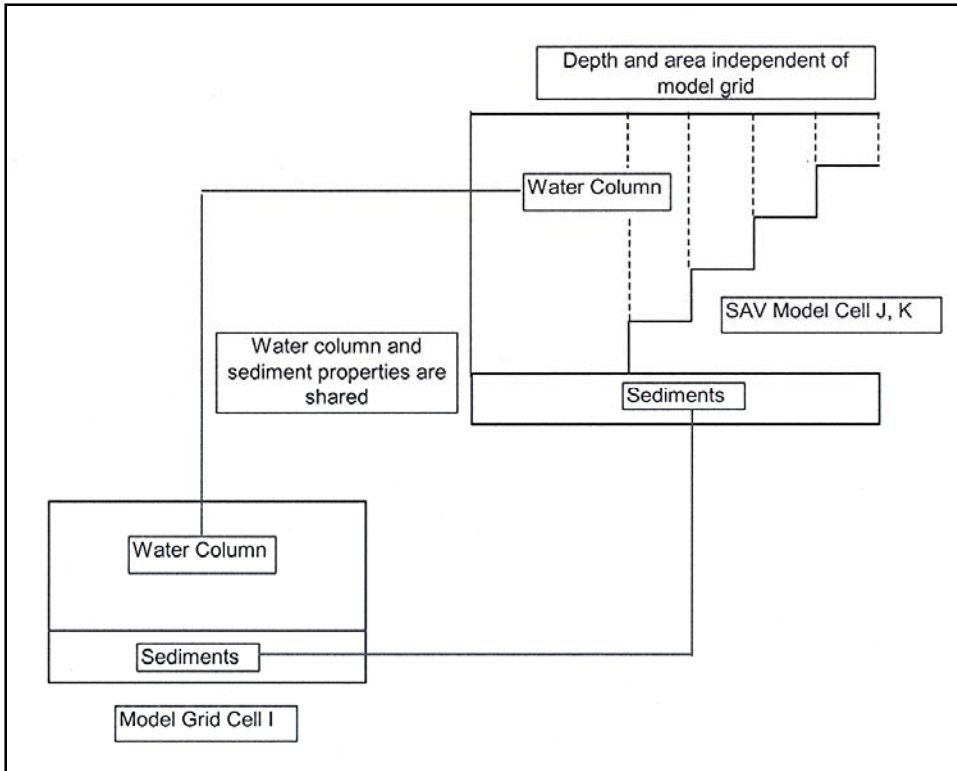 Depth and area independent of
model grid
Water Column
SAV Model Cell J, K
Water column and
sediment properties are
shared
Sediments
Water Column
Sediments
Model Grid Cell I